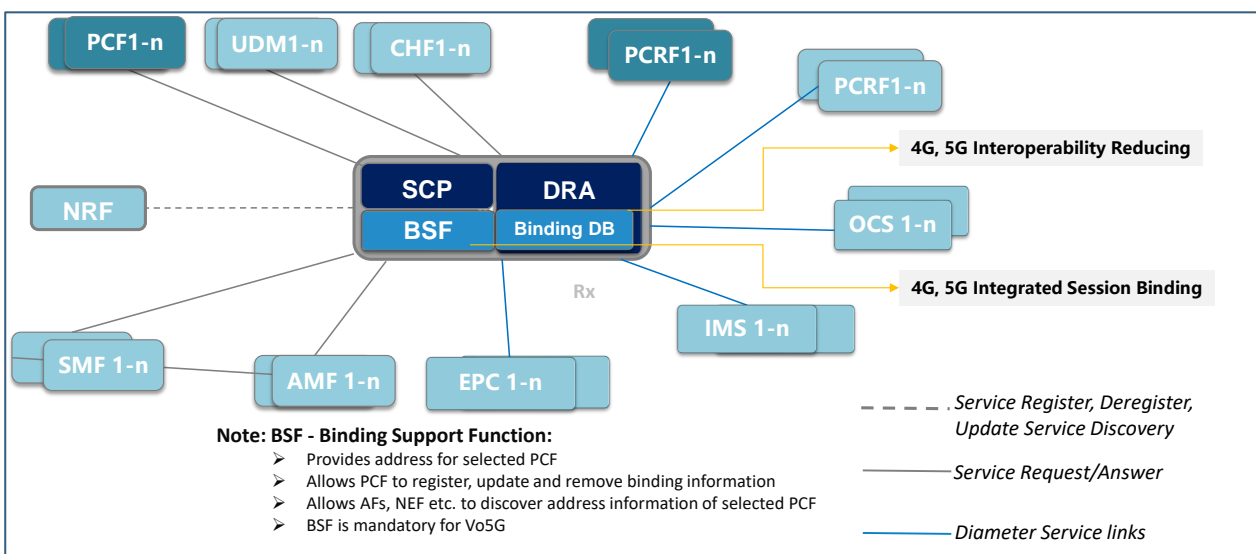 PCF1-n
UDM1-n
CHF1-n
PCRF1-n
PCRF1-n
4G, 5G Interoperability Reducing
SCP
DRA
NRF
BSF
Binding DB
OCS 1-n
4G, 5G Integrated Session Binding
Rx
IMS 1-n
SMF 1-n
AMF 1-n
EPC 1-n
Service Register, Deregister,
Update Service Discovery
Note: BSF - Binding Support Function:
➢ Provides address for selected PCF
➢ Allows PCF to register, update and remove binding information
➢ Allows AFs, NEF etc. to discover address information of selected PCF
➢ BSF is mandatory for Vo5G
Service Request/Answer
Diameter Service links